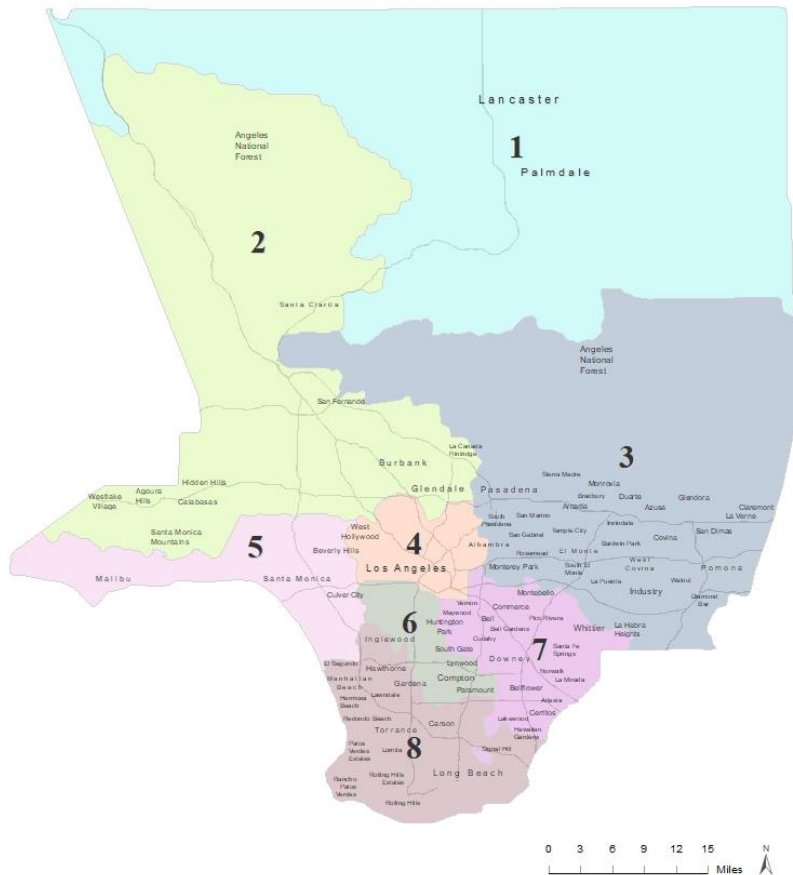 Lancaster
1
Palmdale
Angeles
National
Forest
2
Santa Clarita
Angeles
National
Forest
San Fernando
La Canada
Flintridge
Burbank
Glendale
Pasadena
3
Sierra Madre
Monrovia
Bradbury
Duarte
Glendora
Arcadia
Azusa
Claremont
La Verne
Westlake
Village
Agoura
Hills
Hidden Hills
Calabasas
Santa Monica
Mountains
South
Pasadena
San Marino
Irwindale
San Dimas
San Gabriel
Temple City
Covina
Baldwin Park
West
Hollywood
4
Alhambra
Rosemead
El Monte
West
Covina
Pomona
5
Beverly Hills
Los Angeles
Monterey Park
South El
Monte
Malibu
Santa Monica
La Puente
Walnut
Industry
Diamond
Bar
Culver City
Montebello
Vernon
Commerce
Maywood
6
Huntington
Park
Bell
Bell Gardens
Pico Rivera
Whittier
La Habra
Heights
Inglewood
Cudahy
7
South Gate
Santa Fe
Springs
El Segundo
Lynwood
Downey
Hawthorne
Norwalk
Manhattan
Beach
Gardena
Compton
La Mirada
Lawndale
Paramount
Bellflower
Hermosa
Beach
Artesia
Cerritos
Redondo Beach
Carson
Lakewood
Torrance
Hawaiian
Gardens
Palos
Verdes
Estates
Lomita
8
Signal Hill
Rolling Hills
Estates
Long Beach
Rancho
Palos
Verdes
Rolling Hills
0 3 6 9 12 15
Miles
N